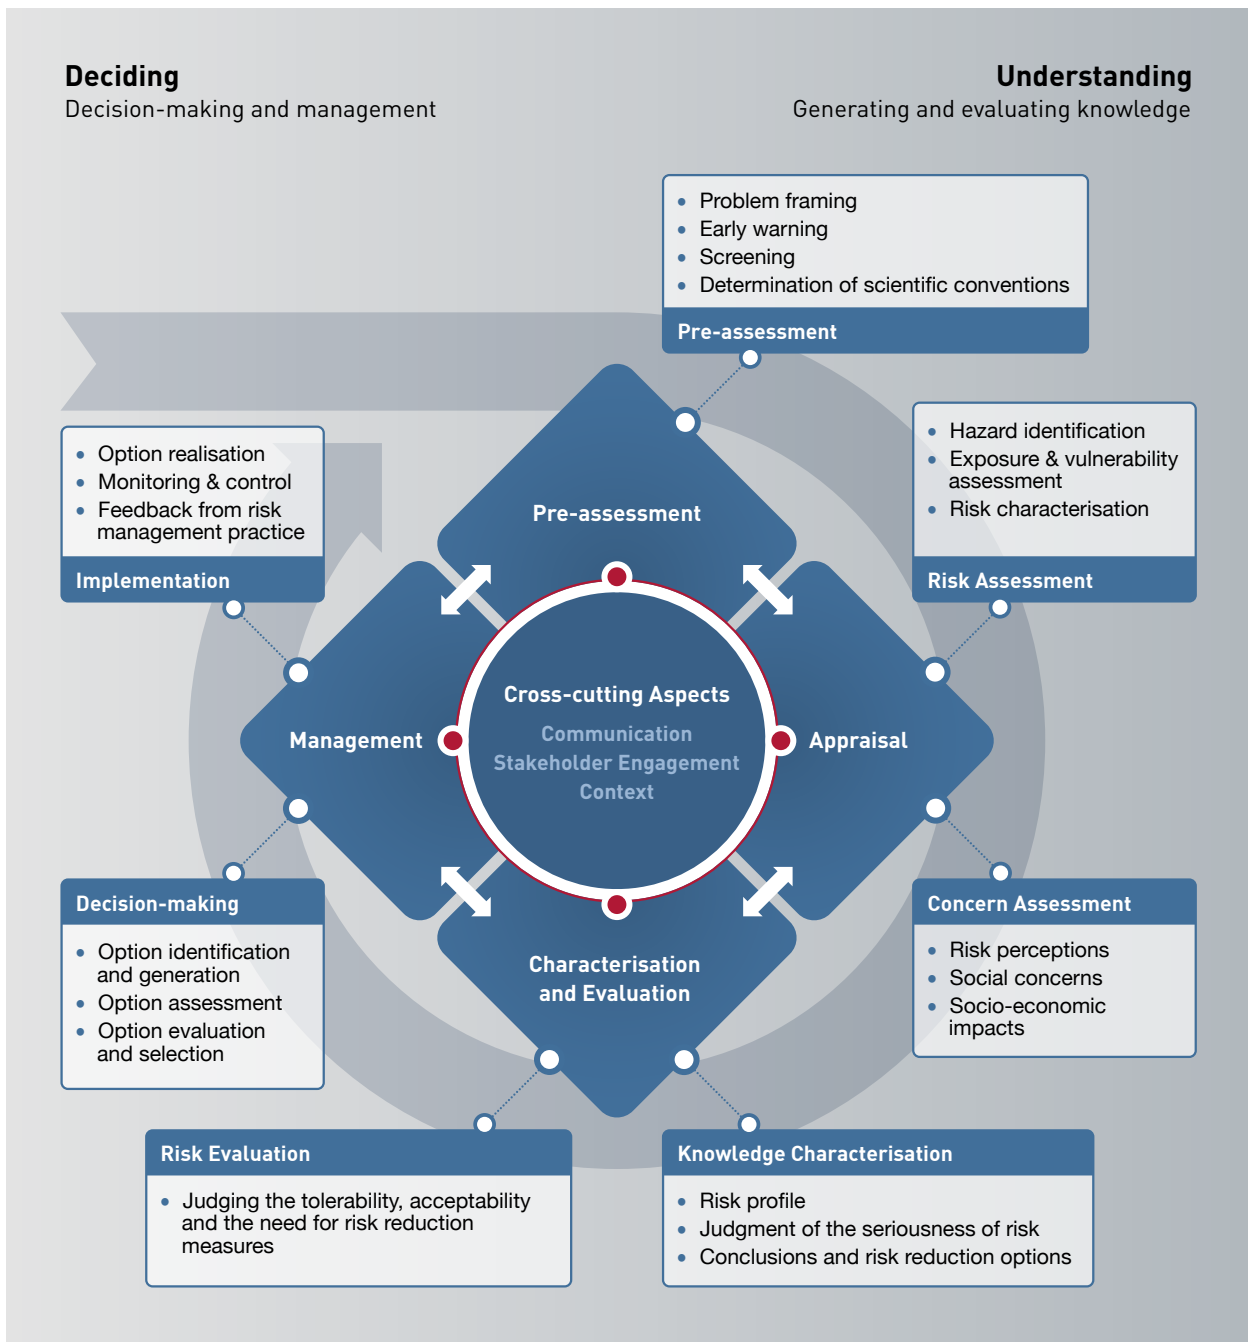 Deciding
Decision-making and management
Understanding
Generating and evaluating knowledge
• Problem framing
• Early warning
• Screening
• Determination of scientific conventions
Pre-assessment
• Option realisation
• Monitoring & control
• Feedback from risk
management practice
Implementation
• Hazard identification
• Exposure & vulnerability
assessment
• Risk characterisation
Risk Assessment
Pre-assessment
Cross-cutting Aspects
Communication
Stakeholder Engagement
Context
Management
Appraisal
Characterisation
and Evaluation
Decision-making
• Option identification
and generation
• Option assessment
• Option evaluation
and selection
Concern Assessment
• Risk perceptions
• Social concerns
• Socio-economic
impacts
Risk Evaluation
• Judging the tolerability, acceptability
and the need for risk reduction
measures
Knowledge Characterisation
• Risk profile
• Judgment of the seriousness of risk
• Conclusions and risk reduction options